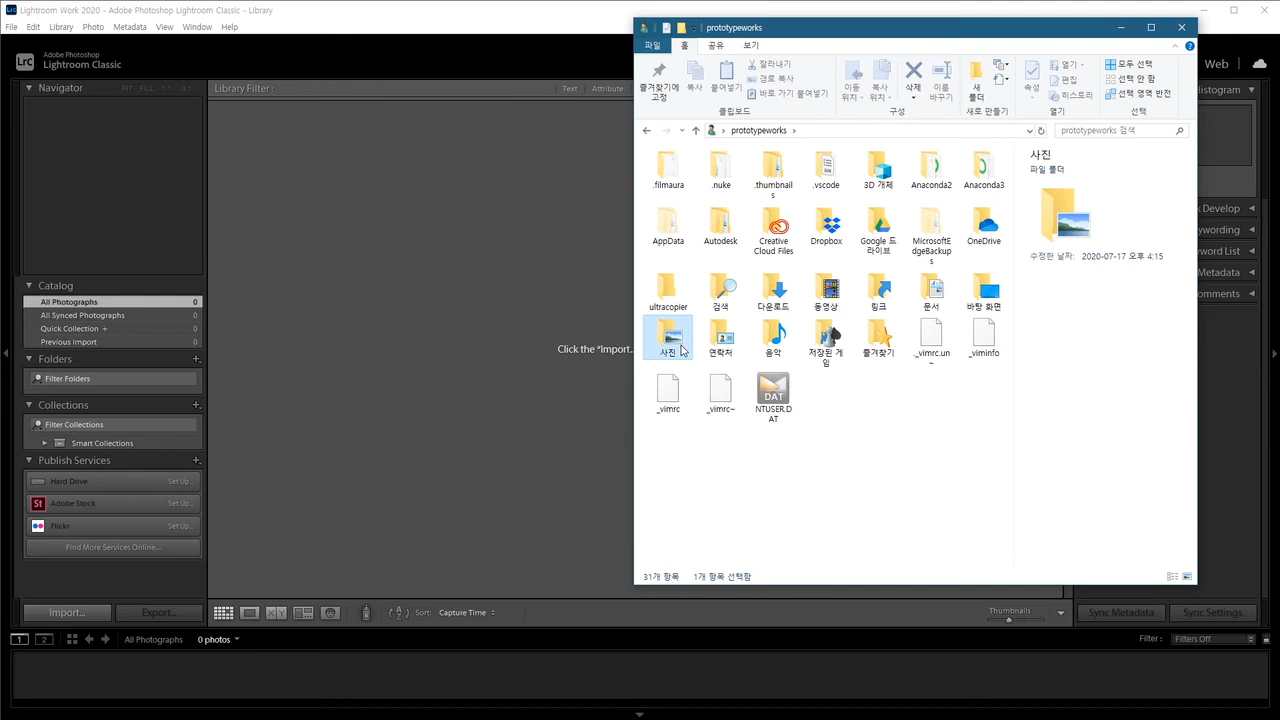 Lightroom Work 2020 - Adobe Photoshop Lightroom Classic - Library
File Edit Library Photo Metadata View Window Help
LrC
Adobe Photoshop
Lightroom Classic
Web
Navigator
FIT FILL
Library Filter :
Text Attribute
Histogram
Click the "Import..
Catalog
All Photographs 0
All Synced Photographs 0
Quick Collection + 0
Previous Import 0
Folders
Filter Folders
Collections
Filter Collections
Smart Collections
Publish Services
Hard Drive Set Up...
St Adobe Stock Set Up...
Flickr Set Up...
Find More Services Online...
Import... Export...
k Develop
ywording
yword List
Metadata
omments
prototypeworks
파일 홈 공유 보기
즐겨찾기에
고정
복사
붙여넣기
잘라내기
경로 복사
바로 가기 붙여넣기
클립보드
이동
위치
복사
위치
삭제
이름
바꾸기
구성
새
폴더
새로 만들기
속성
열기
편집
히스토리
열기
모두 선택
선택 안 함
선택 영역 반전
선택
prototypeworks
prototypeworks 검색
.filmaura .nuke .thumbnail
s .vscode 3D 개체 Anaconda2 Anaconda3
AppData Autodesk Creative
Cloud Files Dropbox Google 드
라이브 MicrosoftE
dgeBackup
s OneDrive
ultracopier 검색 다운로드 동영상 링크 문서 바탕 화면
사진 연락처 음악 저장된 게
임 즐겨찾기 ._vimrc.un
~ _viminfo
_vimrc _vimrc~ DAT
NTUSER.D
AT
사진
파일 폴더
수정한 날짜: 2020-07-17 오후 4:15
31개 항목 1개 항목 선택함
Sort: Capture Time
Thumbnails
Sync Metadata Sync Settings
1 2 All Photographs 0 photos
Filter : Filters Off